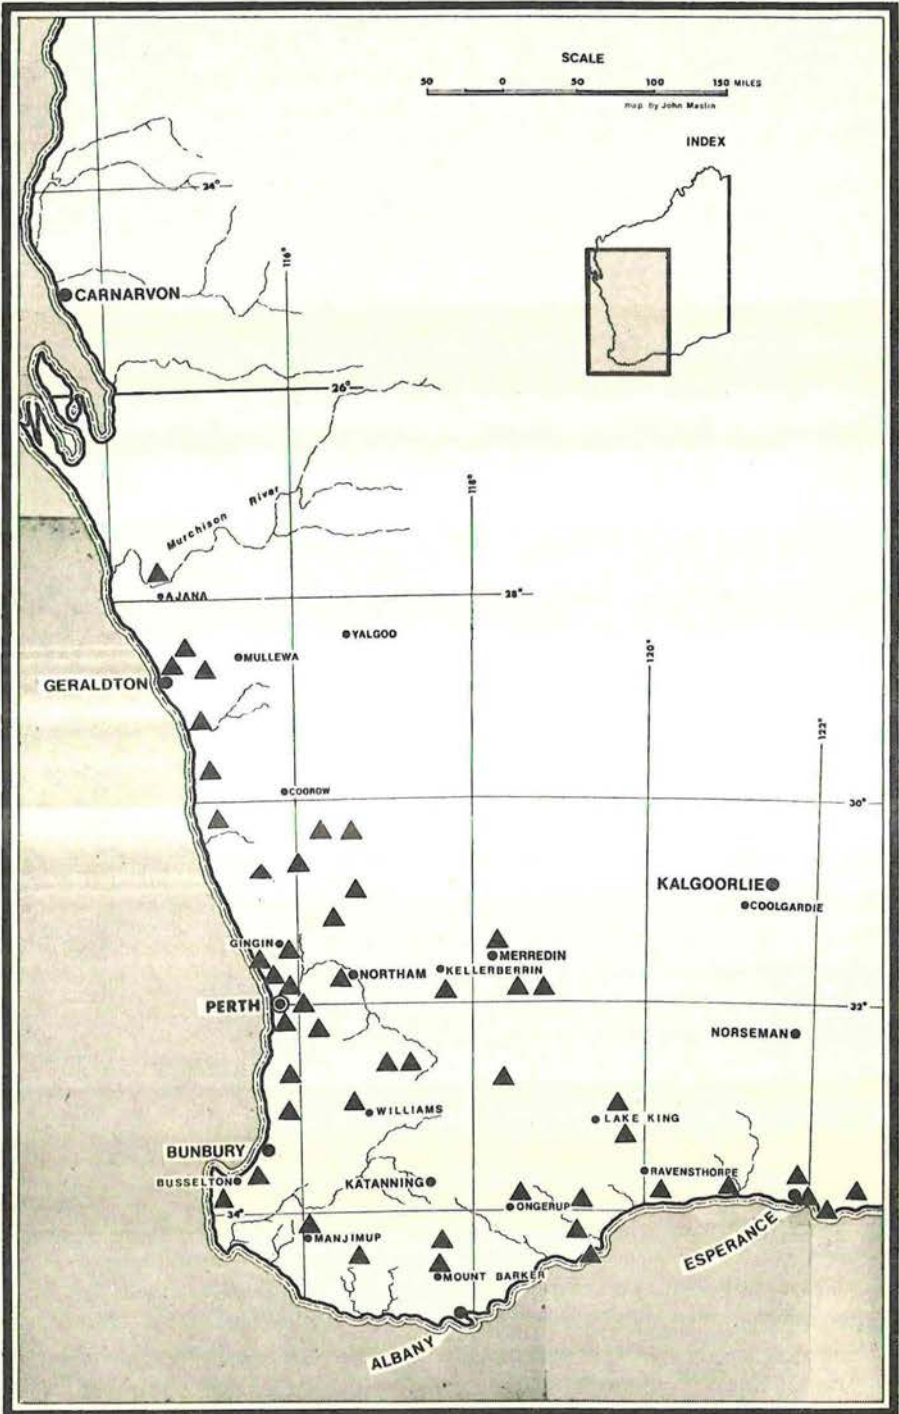 SCALE
50 0 50 100 150 MILES
map by John Maslin
INDEX
24°
116°
CARNARVON
26°
118°
Murchison River
AJANA
28°
YALGOO
MULLEWA
120°
GERALDTON
122°
COOROW
30°
KALGOORLIE
COOLGARDIE
GINGIN
MERREDIN
KELLERBERRIN
NORTHAM
PERTH
32°
NORSEMAN
WILLIAMS
LAKE KING
BUNBURY
RAVENSTHORPE
BUSSELTON
KATANNING
ONGERUP
34°
MANJIMUP
ESPERANCE
MOUNT BARKER
ALBANY